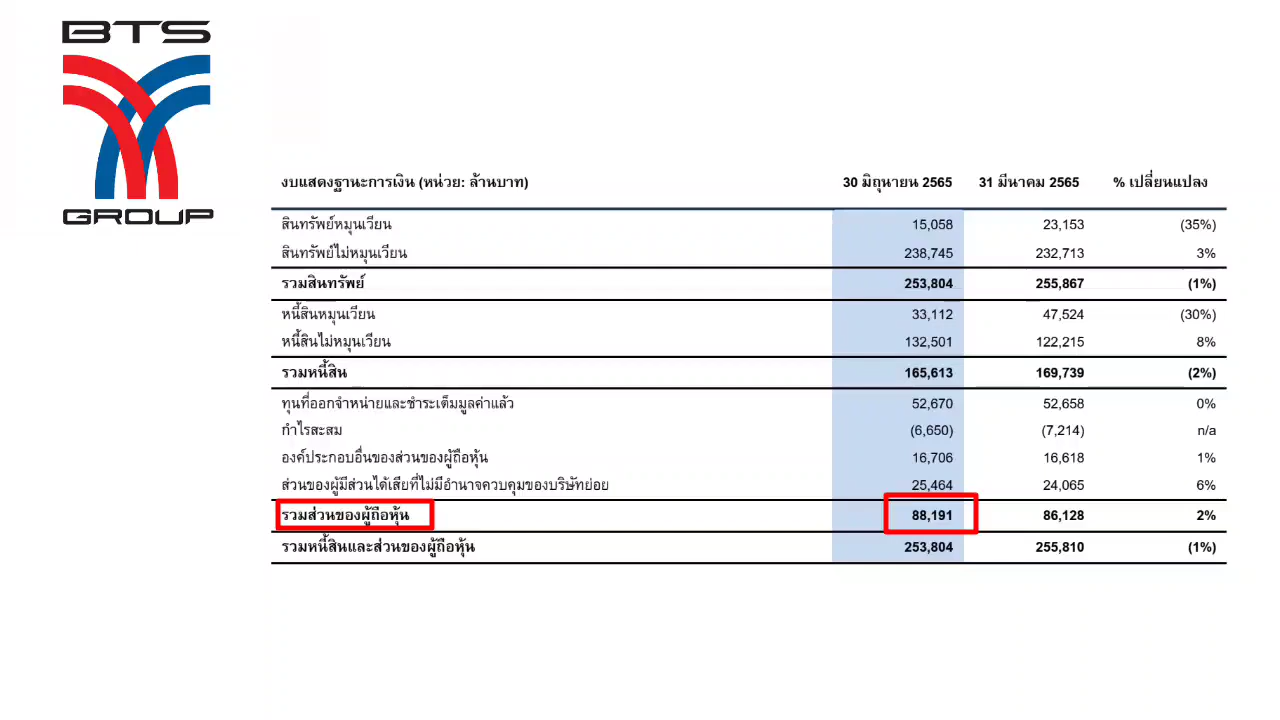 BTS
GROUP
งบแสดงฐานะการเงิน (หน่วย: ล้านบาท) 30 มิถุนายน 2565 31 มีนาคม 2565 % เปลี่ยนแปลง
สินทรัพย์หมุนเวียน 15,058 23,153 (35%)
สินทรัพย์ไม่หมุนเวียน 238,745 232,713 3%
รวมสินทรัพย์ 253,804 255,867 (1%)
หนี้สินหมุนเวียน 33,112 47,524 (30%)
หนี้สินไม่หมุนเวียน 132,501 122,215 8%
รวมหนี้สิน 165,613 169,739 (2%)
ทุนที่ออกจำหน่ายและชำระเต็มมูลค่าแล้ว 52,670 52,658 0%
กำไรสะสม (6,650) (7,214) n/a
องค์ประกอบอื่นของส่วนของผู้ถือหุ้น 16,706 16,618 1%
ส่วนของผู้มีส่วนได้เสียที่ไม่มีอำนาจควบคุมของบริษัทย่อย 25,464 24,065 6%
รวมส่วนของผู้ถือหุ้น 88,191 86,128 2%
รวมหนี้สินและส่วนของผู้ถือหุ้น 253,804 255,810 (1%)